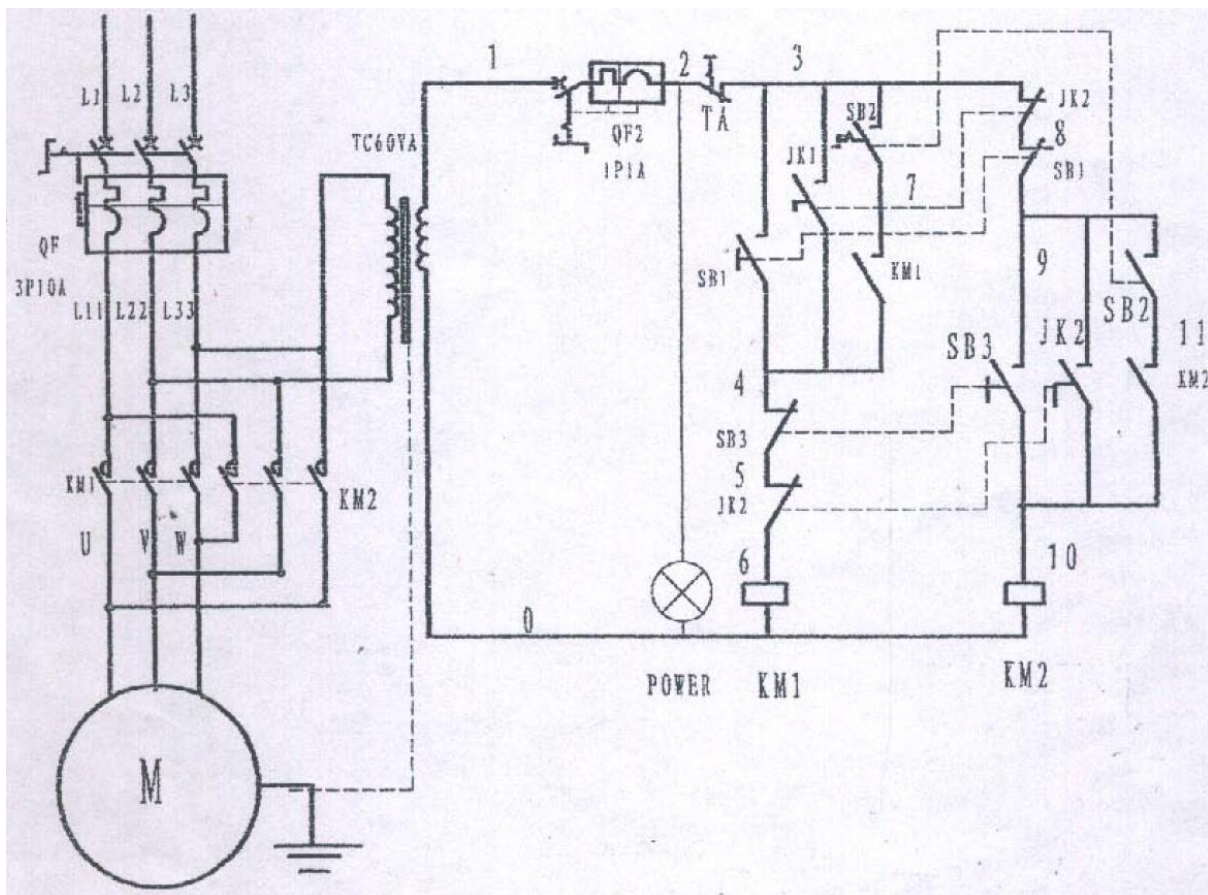 L1 L2 L3
QF
3P10A
L11 L22 L33
KM1
KM2
U V W
M
TC60VA
1
QF2
1P1A
2
TA
3
SB2
JK1
7
KM1
SB1
4
SB3
5
JK2
6
0
POWER
KM1
JK2
8
SB1
9
SB3
JK2
SB2
11
KM2
10
KM2